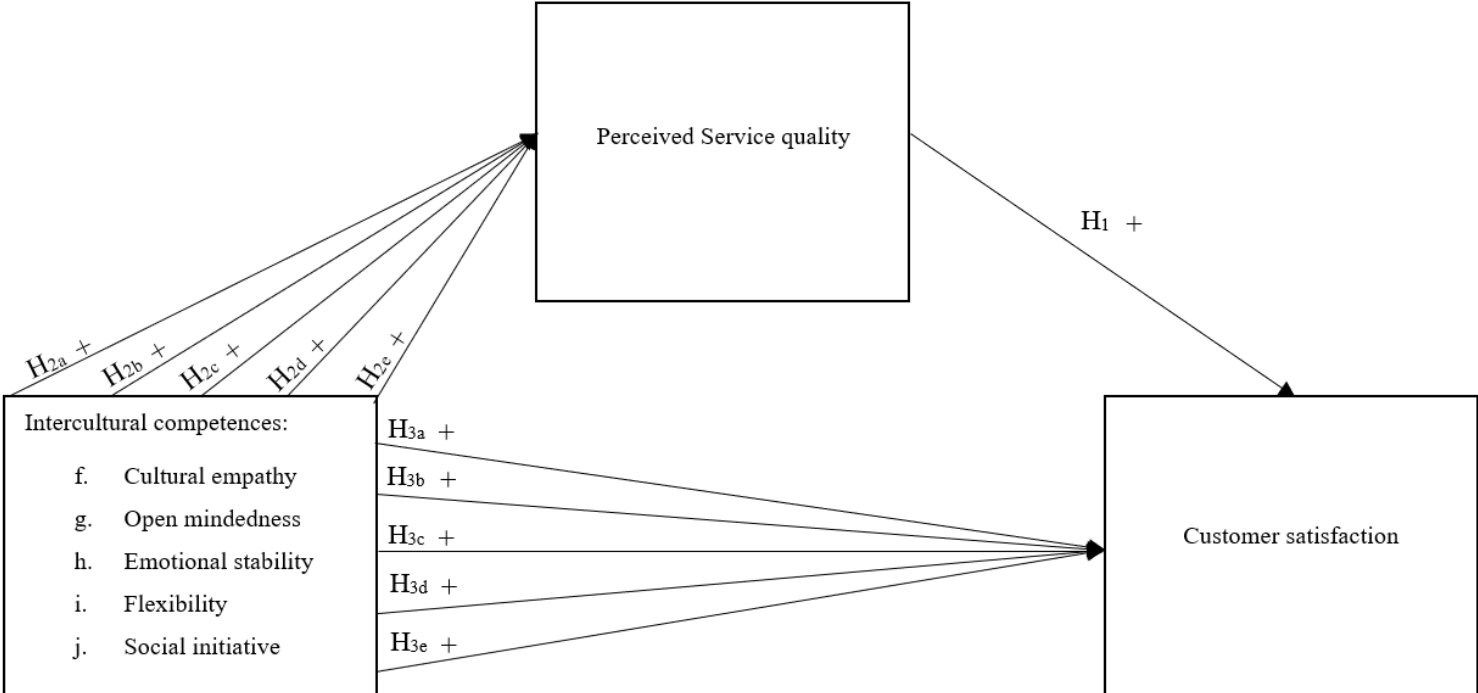 Perceived Service quality
H1 +
H2a +
H2b +
H2c +
H2d +
H2e +
Intercultural competences:
f. Cultural empathy
g. Open mindedness
h. Emotional stability
i. Flexibility
j. Social initiative
H3a +
H3b +
H3c +
H3d +
H3e +
Customer satisfaction